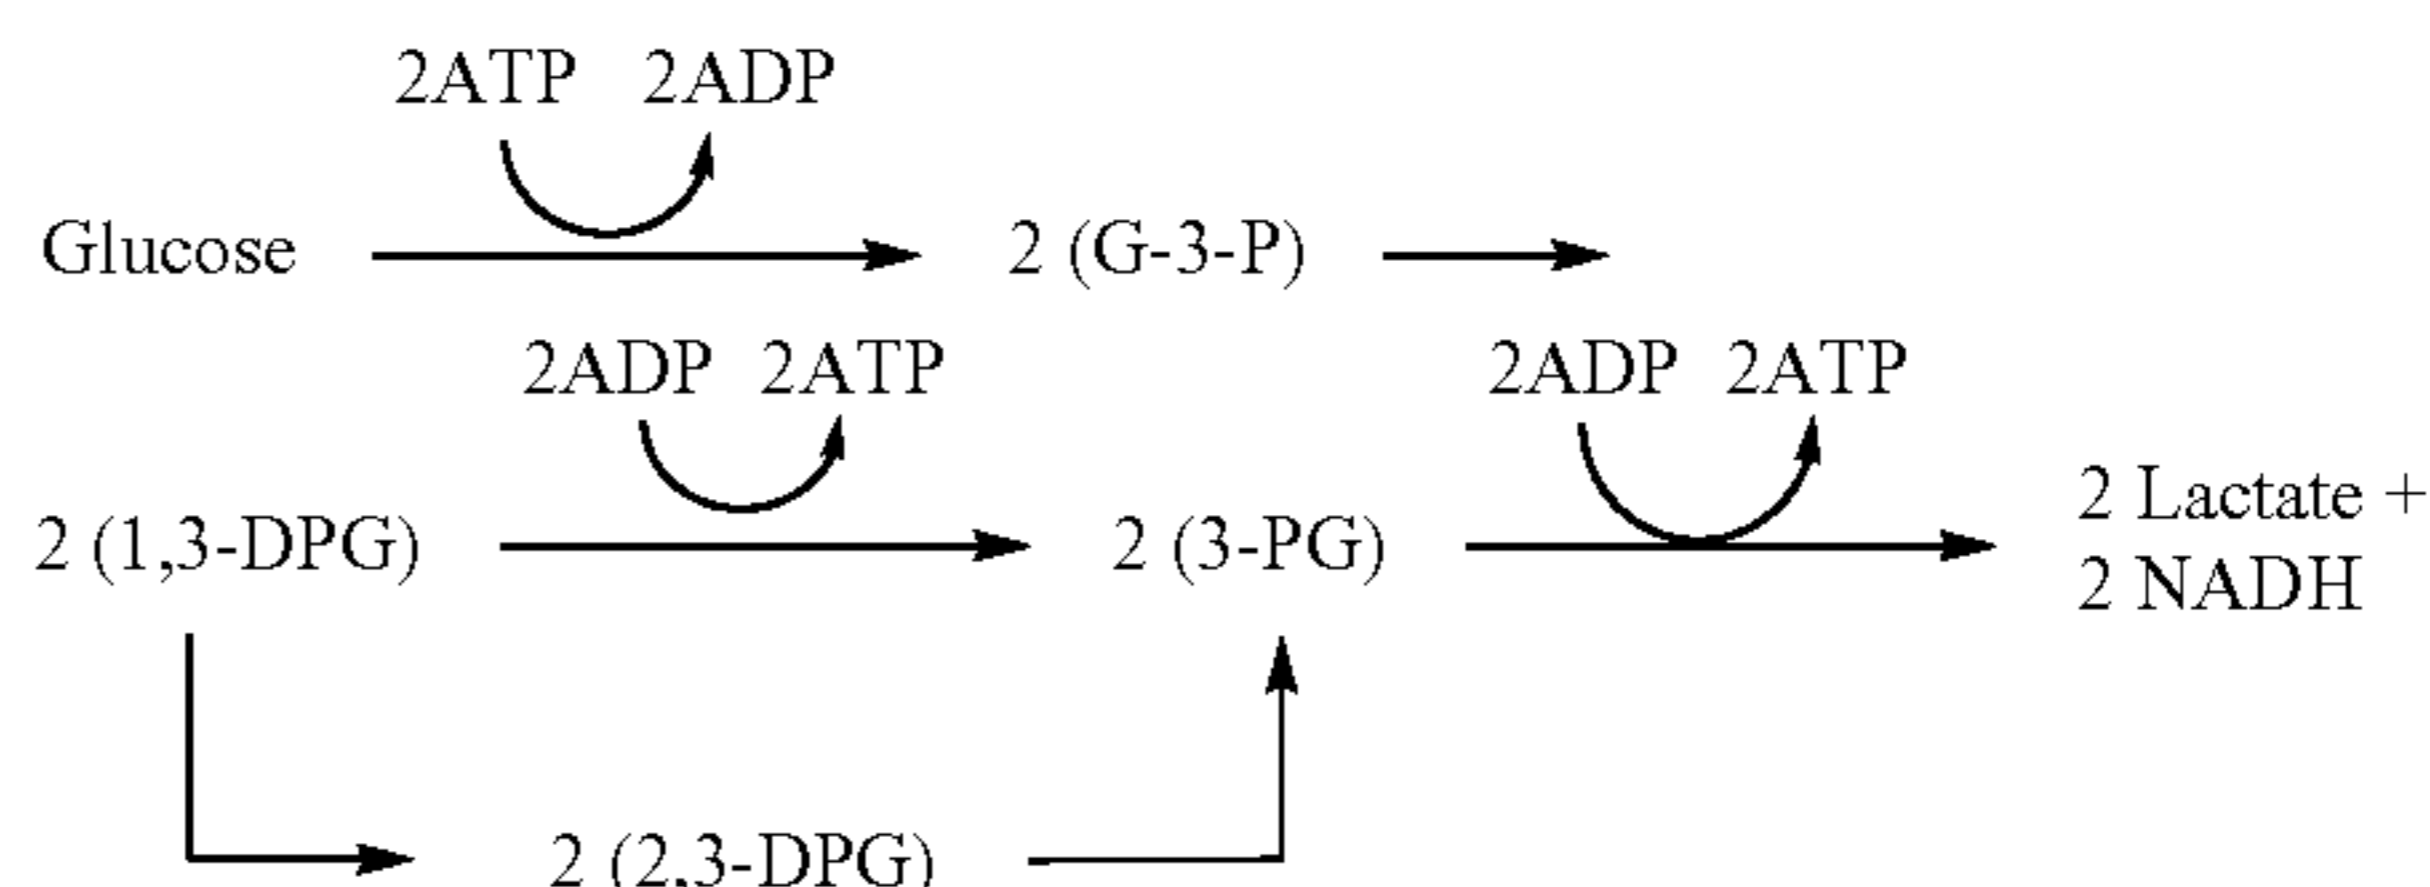 2ATP 2ADP
Glucose 2 (G-3-P)
2ADP 2ATP 2ADP 2ATP
2 (1,3-DPG) 2 (3-PG) 2 Lactate +
2 NADH
2 (2,3-DPG)